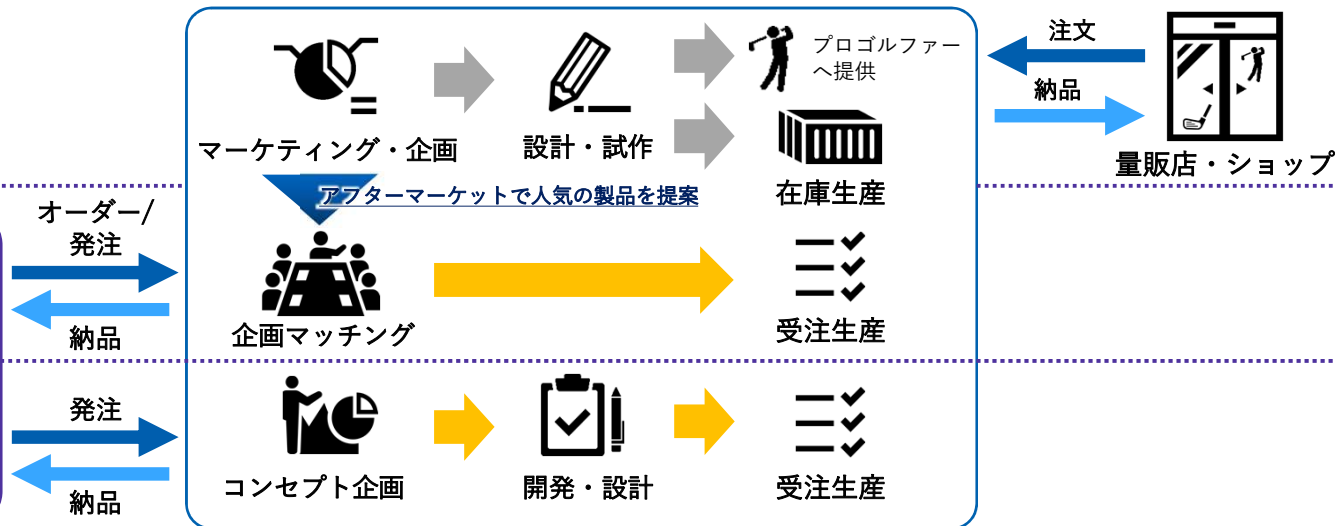 プロゴルファー
へ提供
注文
納品
マーケティング・企画
設計・試作
在庫生産
量販店・ショップ
アフターマーケットで人気の製品を提案
オーダー/
発注
納品
企画マッチング
受注生産
発注
納品
コンセプト企画
開発・設計
受注生産